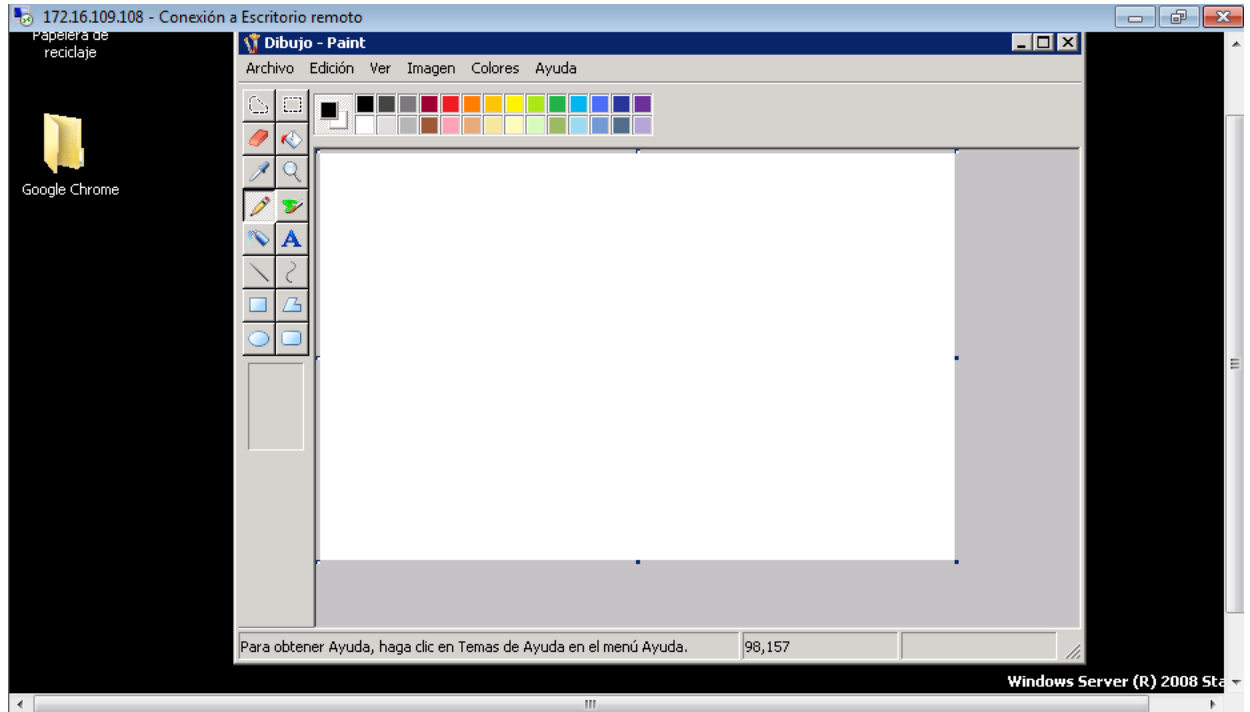 172.16.109.108 - Conexión a Escritorio remoto
Papelera de
reciclaje
Dibujo - Paint
Archivo Edición Ver Imagen Colores Ayuda
Google Chrome
A
Para obtener Ayuda, haga clic en Temas de Ayuda en el menú Ayuda.
98,157
Windows Server (R) 2008 Sta